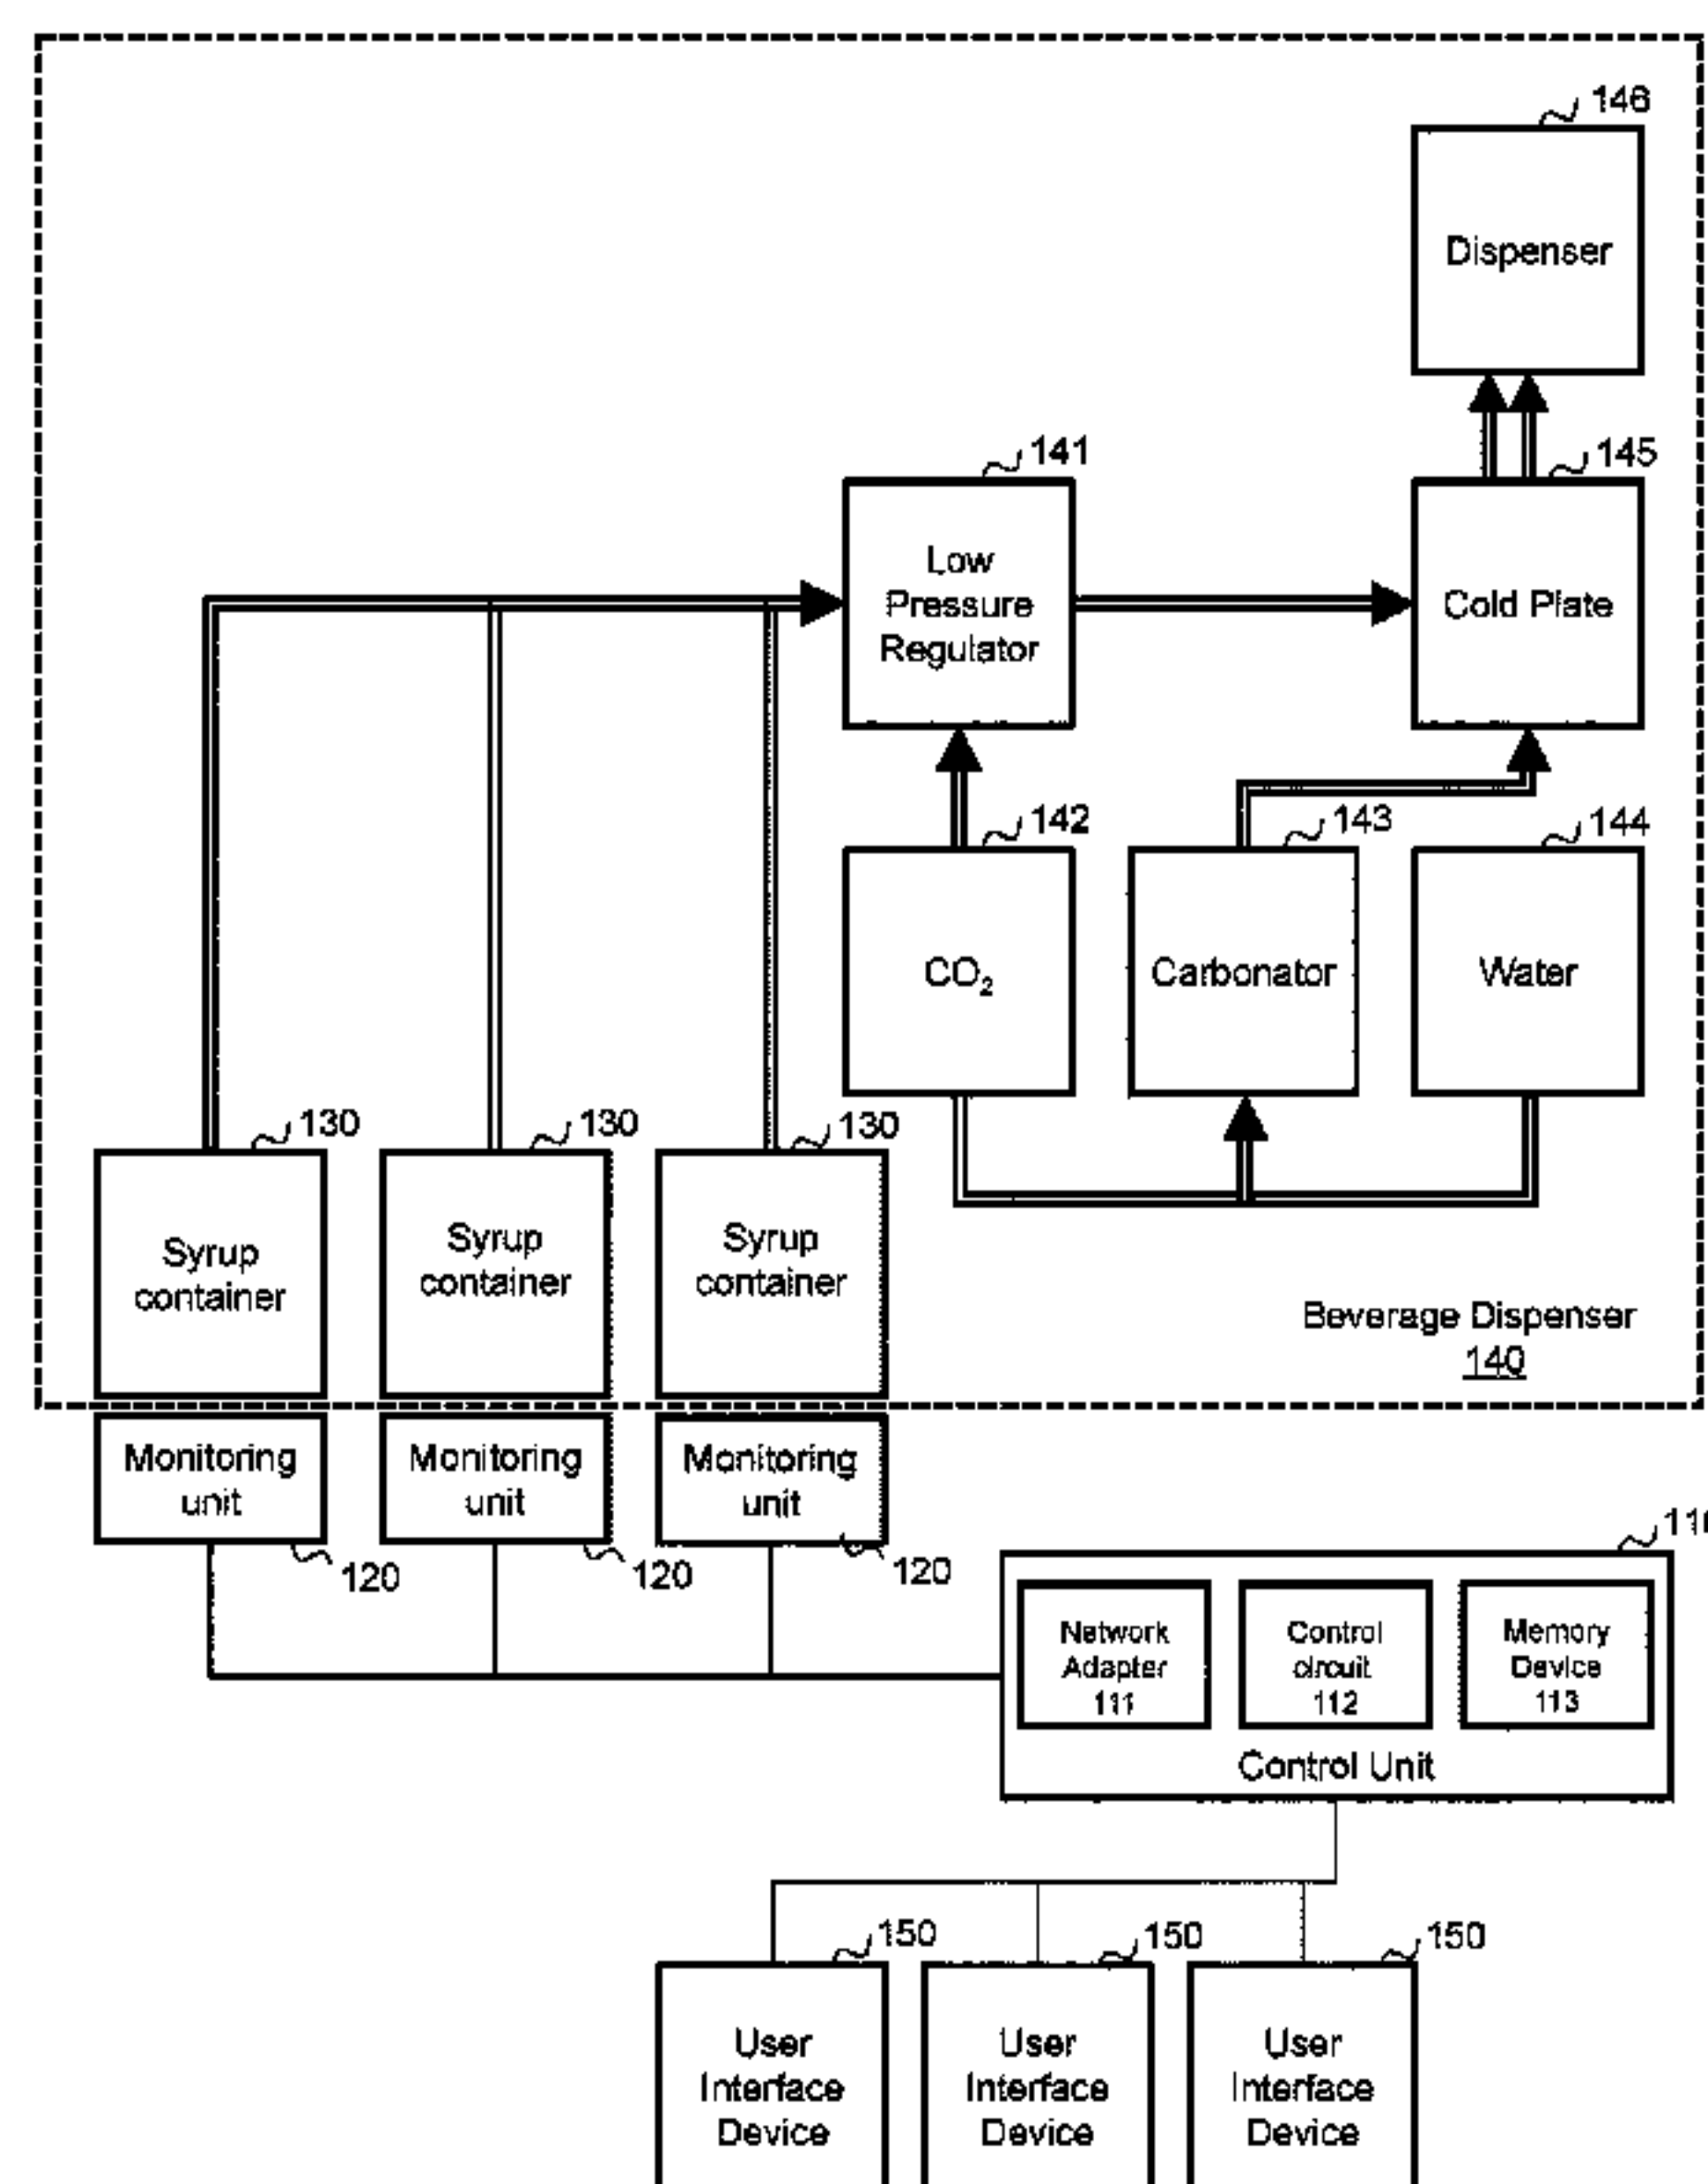 146
Dispenser
141
145
Low
Pressure
Regulator
Cold Plate
142
143
144
CO₂
Carbonator
Water
130
130
130
Syrup
container
Syrup
container
Syrup
container
Beverage Dispenser
140
Monitoring
unit
Monitoring
unit
Monitoring
unit
120
120
120
Network
Adapter
111
Control
circuit
112
Memory
Device
113
Control Unit
150
150
150
User
Interface
Device
User
Interface
Device
User
Interface
Device